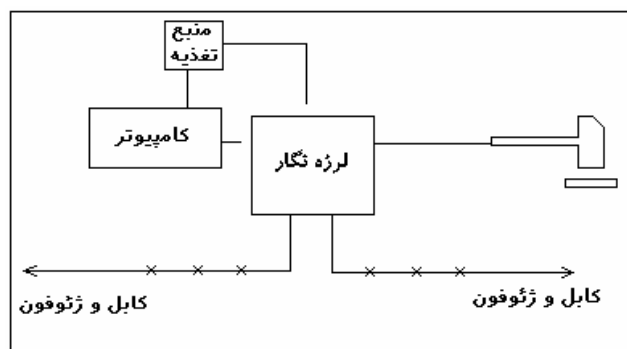 منبع
تغذیه
کامپیوتر
لرزه نگار
کابل و ژئوفون
کابل و ژئوفون